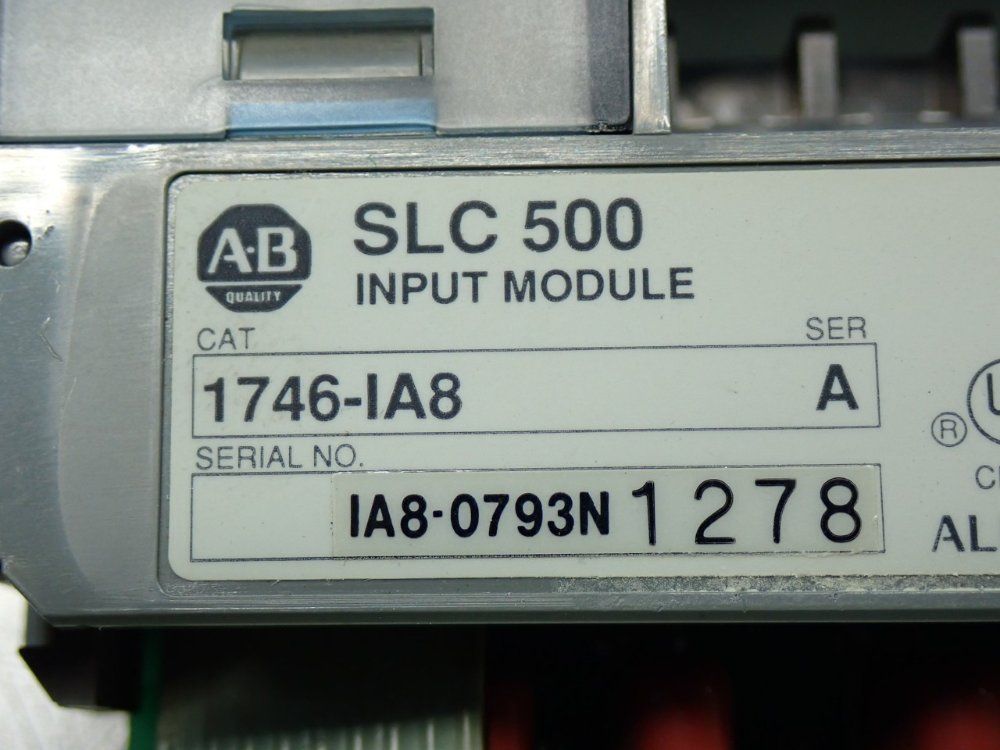 A·B
QUALITY
SLC 500
INPUT MODULE
CAT
SER
1746-IA8
A
SERIAL NO.
IA8-0793N 1278
®